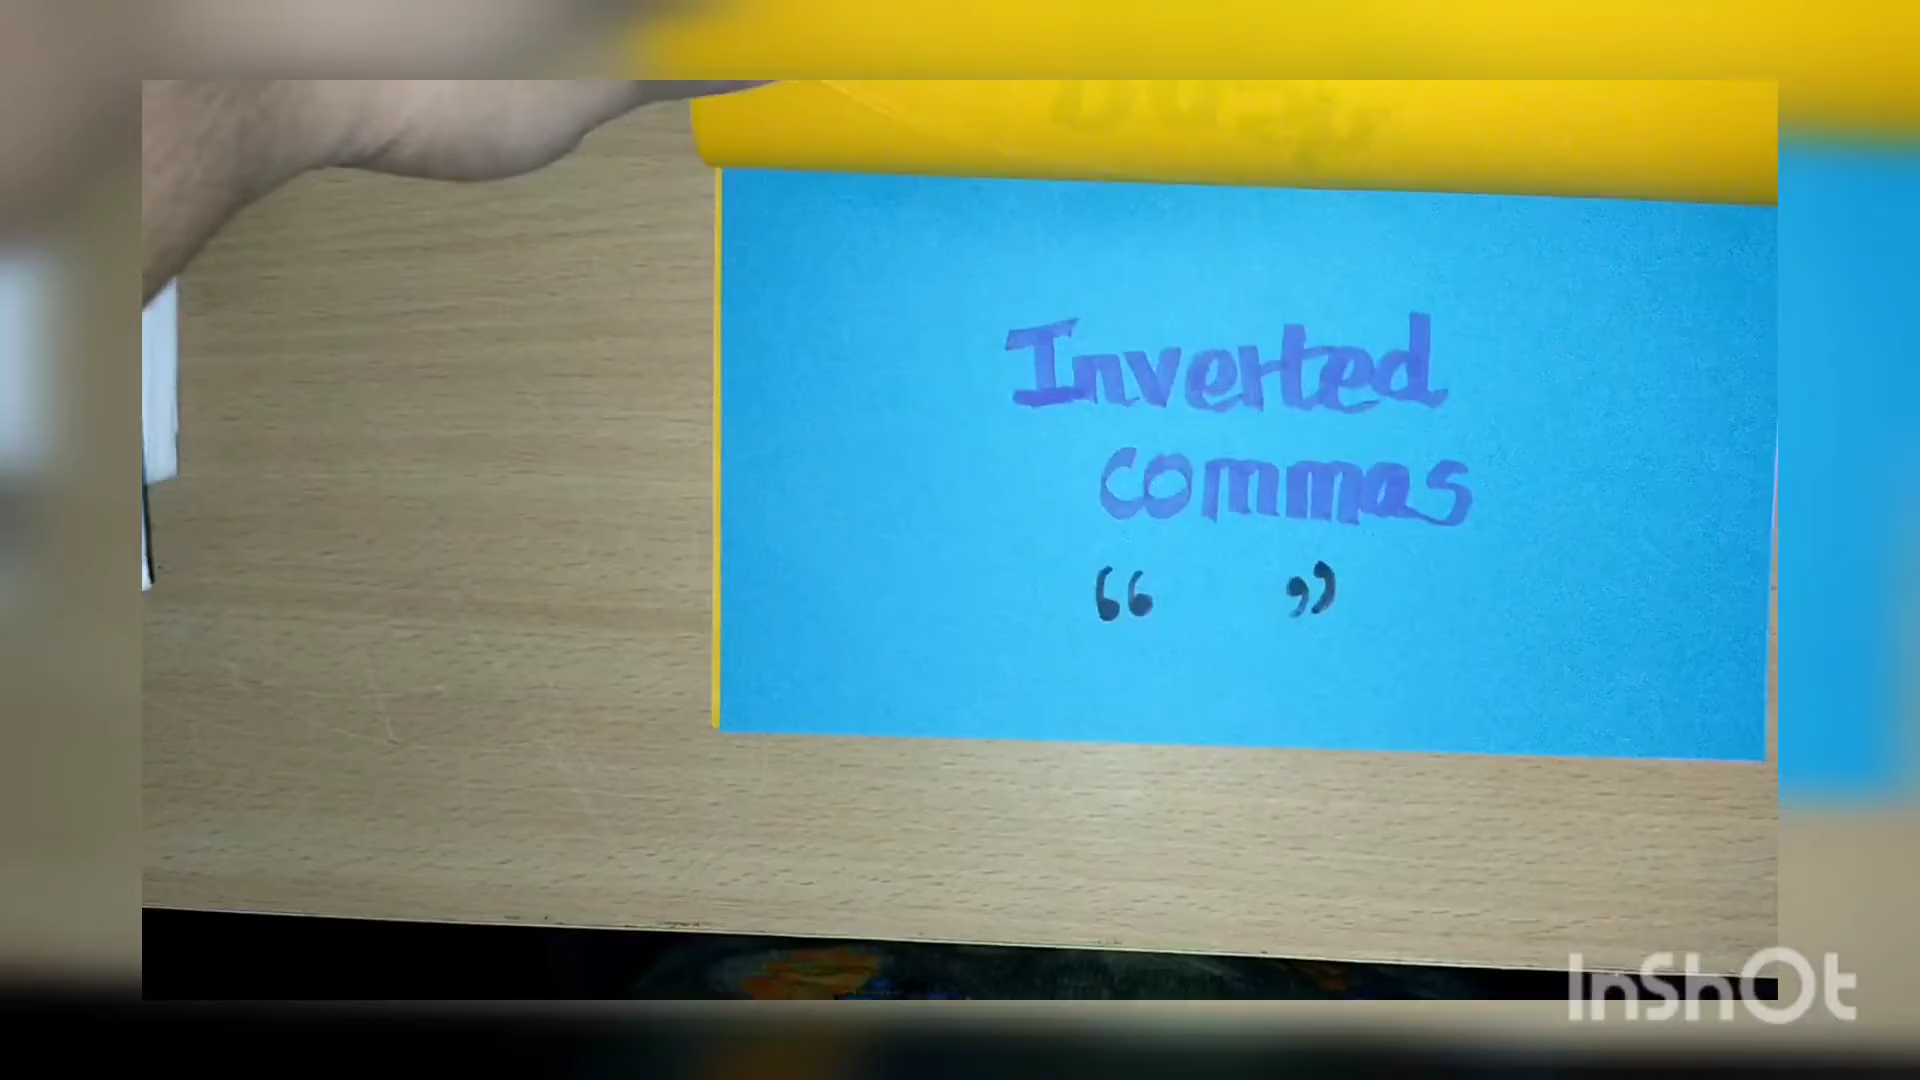 Inverted
commas
“ ”
InShOt